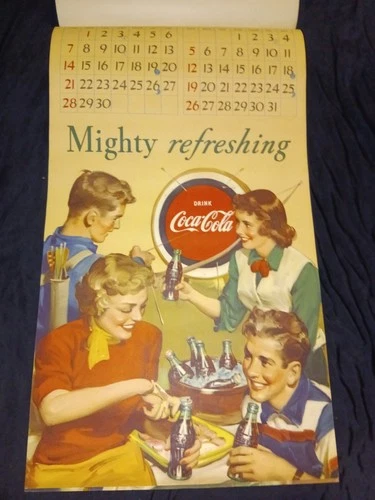 1 2 3 4 5 6 1 2 3 4
7 8 9 10 11 12 13 5 6 7 8 9 10 11
14 15 16 17 18 19 20 12 13 14 15 16 17 18
21 22 23 24 25 26 27 19 20 21 22 23 24 25
28 29 30 26 27 28 29 30 31
Mighty refreshing
DRINK
Coca-Cola